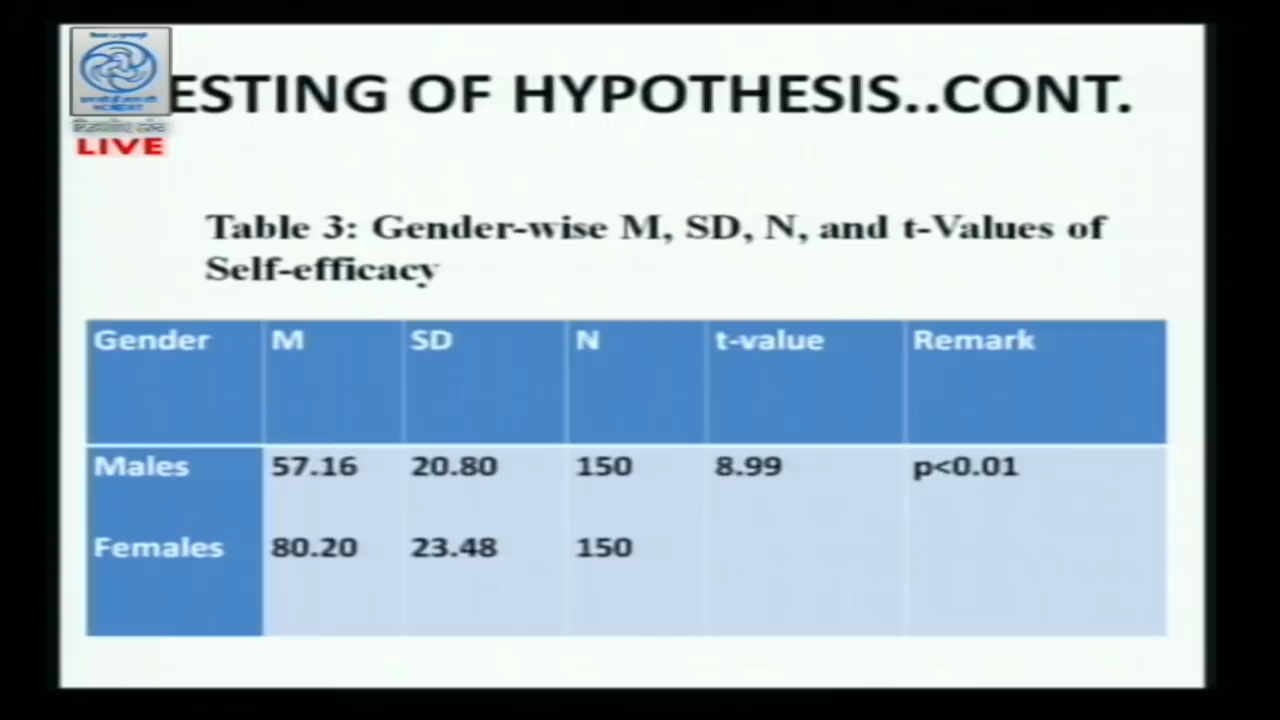 ESTING OF HYPOTHESIS..CONT.
LIVE
Table 3: Gender-wise M, SD, N, and t-Values of
Self-efficacy
Gender M SD N t-value Remark
Males 57.16 20.80 150 8.99 p<0.01
Females 80.20 23.48 150